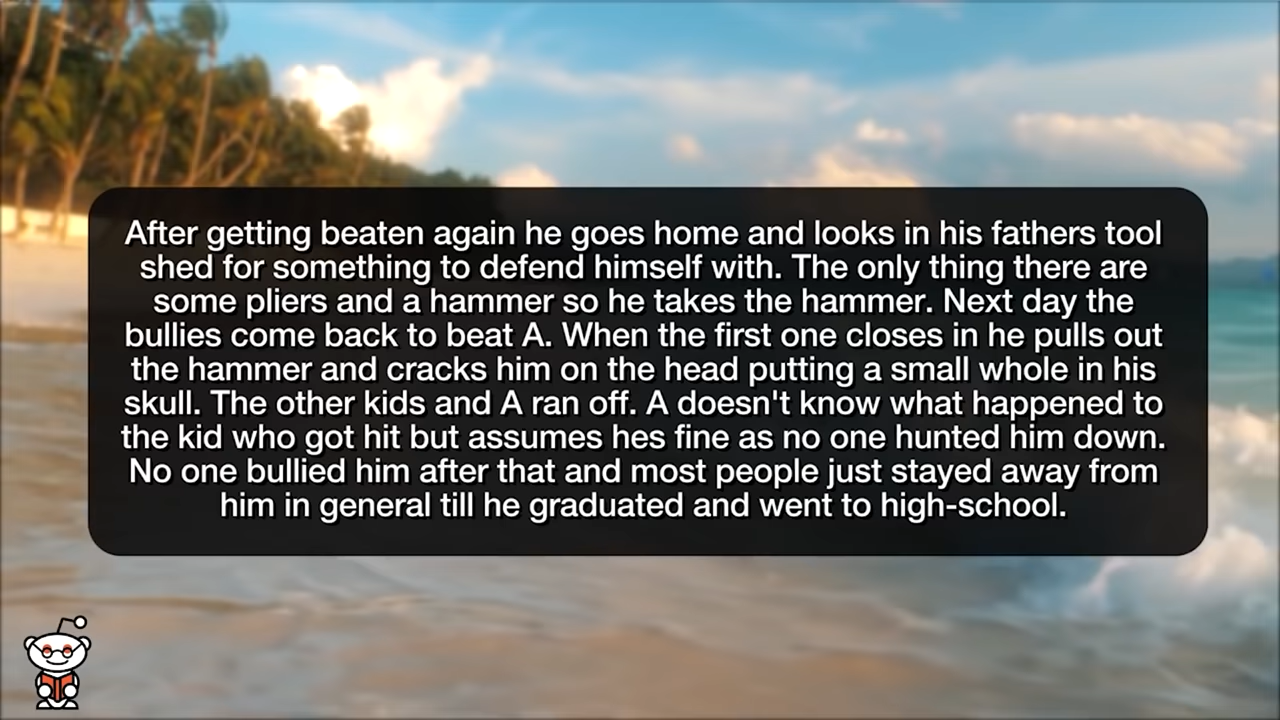 After getting beaten again he goes home and looks in his fathers tool
shed for something to defend himself with. The only thing there are
some pliers and a hammer so he takes the hammer. Next day the
bullies come back to beat A. When the first one closes in he pulls out
the hammer and cracks him on the head putting a small whole in his
skull. The other kids and A ran off. A doesn't know what happened to
the kid who got hit but assumes hes fine as no one hunted him down.
No one bullied him after that and most people just stayed away from
him in general till he graduated and went to high-school.